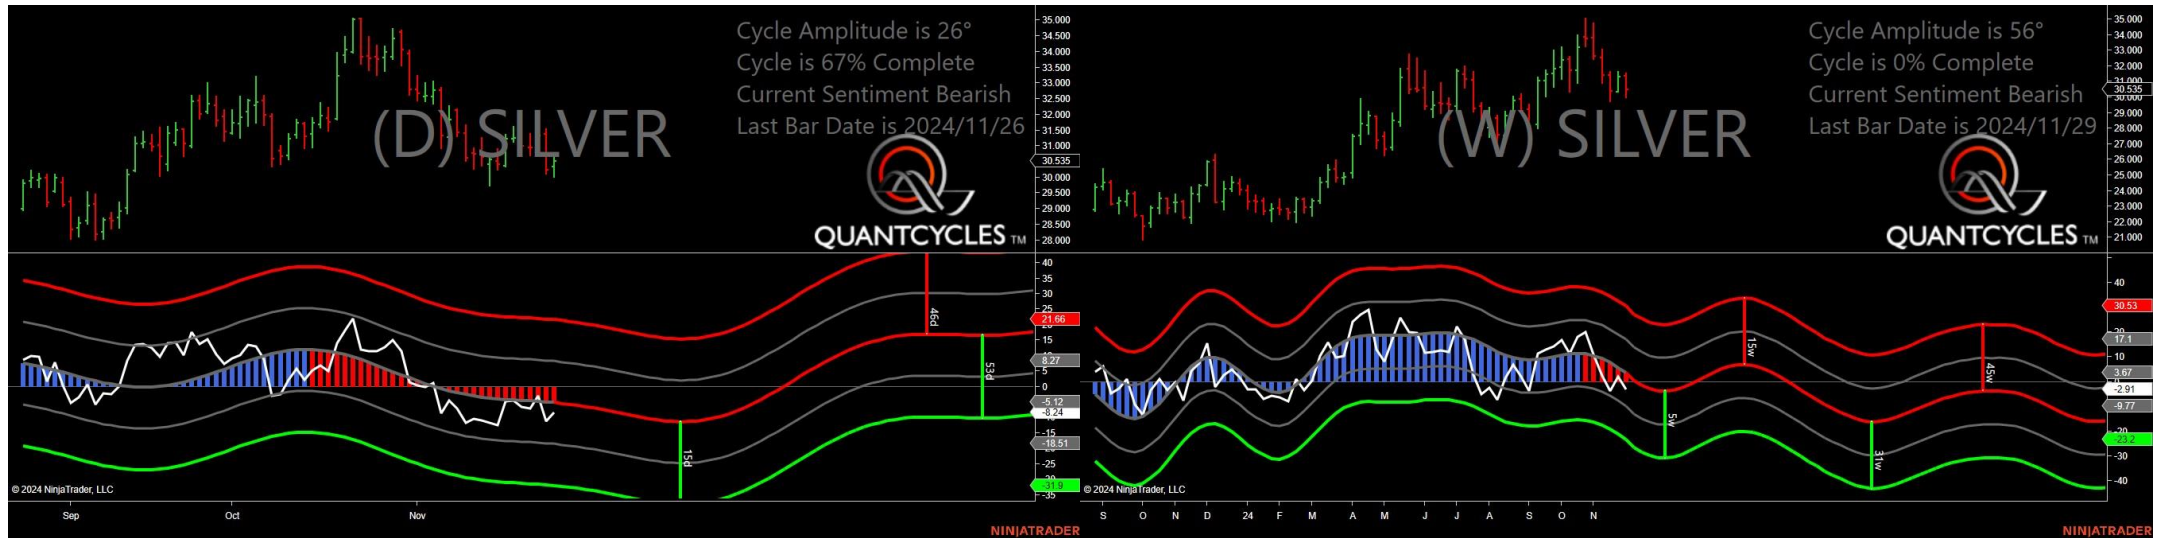 Cycle Amplitude is 26°
Cycle is 67% Complete
Current Sentiment Bearish
Last Bar Date is 2024/11/26
(D) SILVER
QUANTCYCLES TM
35.000
34.500
34.000
33.500
33.000
32.500
32.000
31.500
31.000
30.535
30.000
29.500
29.000
28.500
28.000
40
35
30
25
21.66
15
10
8.27
5
0
-5.12
-8.24
-15
-18.51
-25
-31.9
-35
46d
53d
15d
© 2024 NinjaTrader, LLC
Sep Oct Nov
NINJATRADER
Cycle Amplitude is 56°
Cycle is 0% Complete
Current Sentiment Bearish
Last Bar Date is 2024/11/29
(W) SILVER
QUANTCYCLES TM
35.000
34.000
33.000
32.000
30.535
29.000
28.000
27.000
26.000
25.000
24.000
23.000
22.000
21.000
40
30.53
17.1
10
3.67
-2.91
-9.77
-23.2
-30
-40
15w
45w
5w
31w
© 2024 NinjaTrader, LLC
S O N D 24 F M A M J J A S O N
NINJATRADER